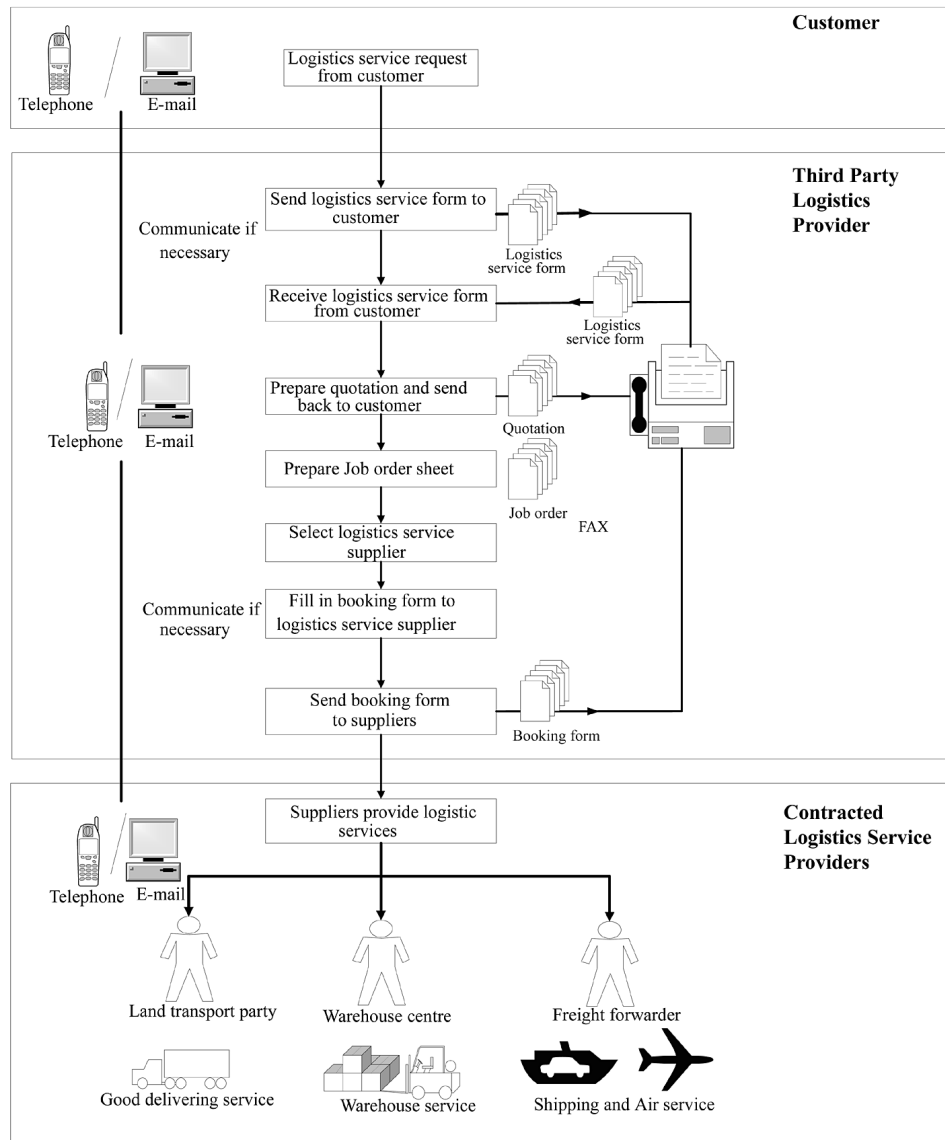 Customer
Logistics service request
from customer
Telephone
E-mail
Third Party
Logistics
Provider
Send logistics service form to
customer
Communicate if
necessary
Logistics
service form
Receive logistics service form
from customer
Logistics
service form
Prepare quotation and send
back to customer
Quotation
Telephone
E-mail
Prepare Job order sheet
Job order
FAX
Select logistics service
supplier
Fill in booking form to
logistics service supplier
Communicate if
necessary
Send booking form
to suppliers
Booking form
Suppliers provide logistic
services
Contracted
Logistics Service
Providers
Telephone
E-mail
Land transport party
Warehouse centre
Freight forwarder
Good delivering service
Warehouse service
Shipping and Air service